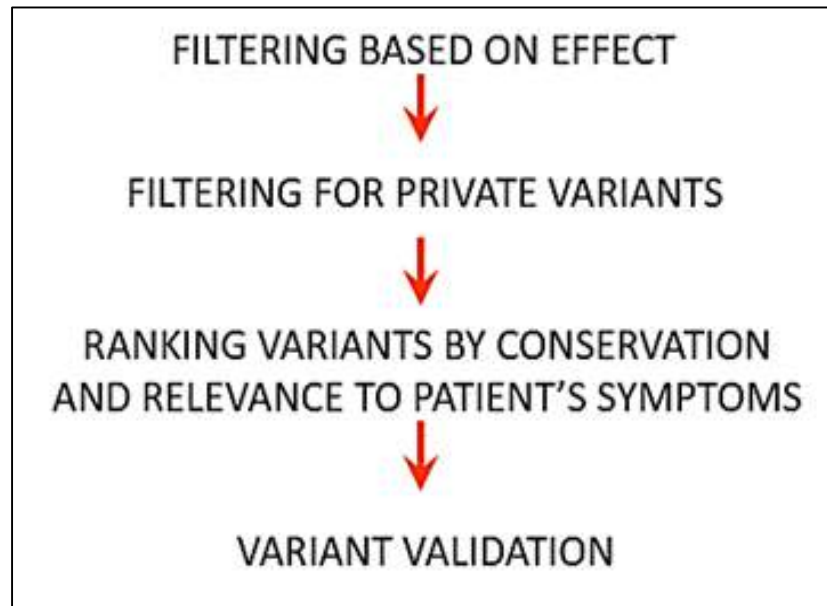 FILTERING BASED ON EFFECT
FILTERING FOR PRIVATE VARIANTS
RANKING VARIANTS BY CONSERVATION
AND RELEVANCE TO PATIENT’S SYMPTOMS
VARIANT VALIDATION